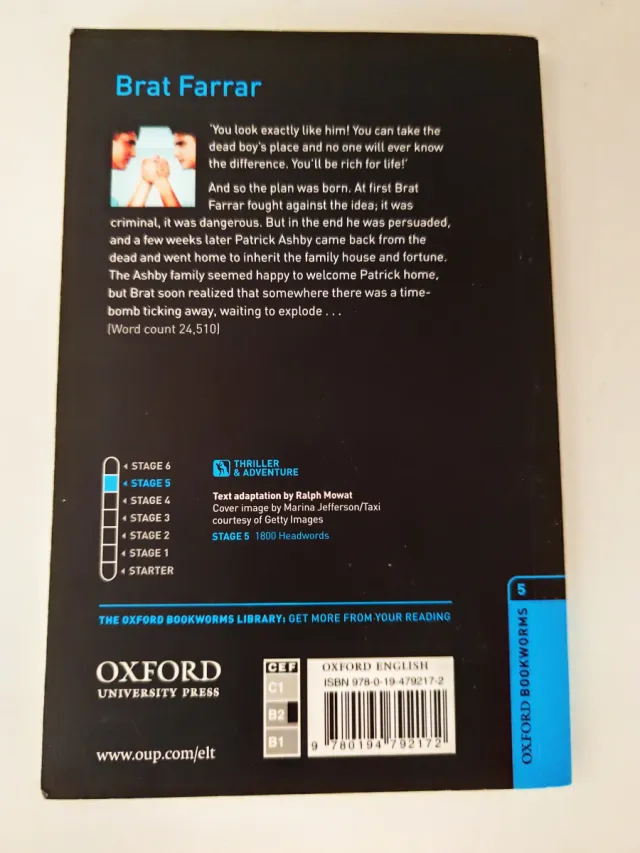 Brat Farrar
'You look exactly like him! You can take the
dead boy's place and no one will ever know
the difference. You'll be rich for life!'
And so the plan was born. At first Brat
Farrar fought against the idea; it was
criminal, it was dangerous. But in the end he was persuaded,
and a few weeks later Patrick Ashby came back from the
dead and went home to inherit the family house and fortune.
The Ashby family seemed happy to welcome Patrick home,
but Brat soon realized that somewhere there was a time-
bomb ticking away, waiting to explode . . .
(Word count 24,510)
STAGE 6
STAGE 5
STAGE 4
STAGE 3
STAGE 2
STAGE 1
STARTER
THRILLER
& ADVENTURE
Text adaptation by Ralph Mowat
Cover image by Marina Jefferson/Taxi
courtesy of Getty Images
STAGE 5 1800 Headwords
THE OXFORD BOOKWORMS LIBRARY: GET MORE FROM YOUR READING
OXFORD
UNIVERSITY PRESS
www.oup.com/elt
CEF
C1
B2
B1
OXFORD ENGLISH
ISBN 978-0-19-479217-2
9 780194 792172
5
OXFORD BOOKWORMS